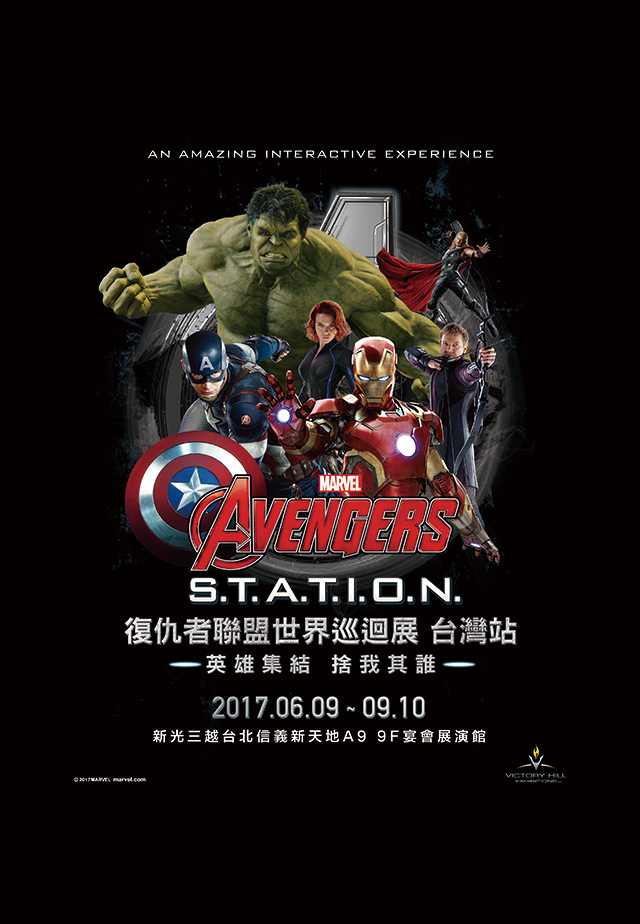 AN AMAZING INTERACTIVE EXPERIENCE
A
MARVEL
AVENGERS
S.T.A.T.I.O.N.
復仇者聯盟世界巡迴展 台灣站
英雄集結 捨我其誰
2017.06.09 ~ 09.10
新光三越台北信義新天地A9 9F宴會展演館
©2017 MARVEL marvel.com
VICTORY HILL
EXHIBITIONS